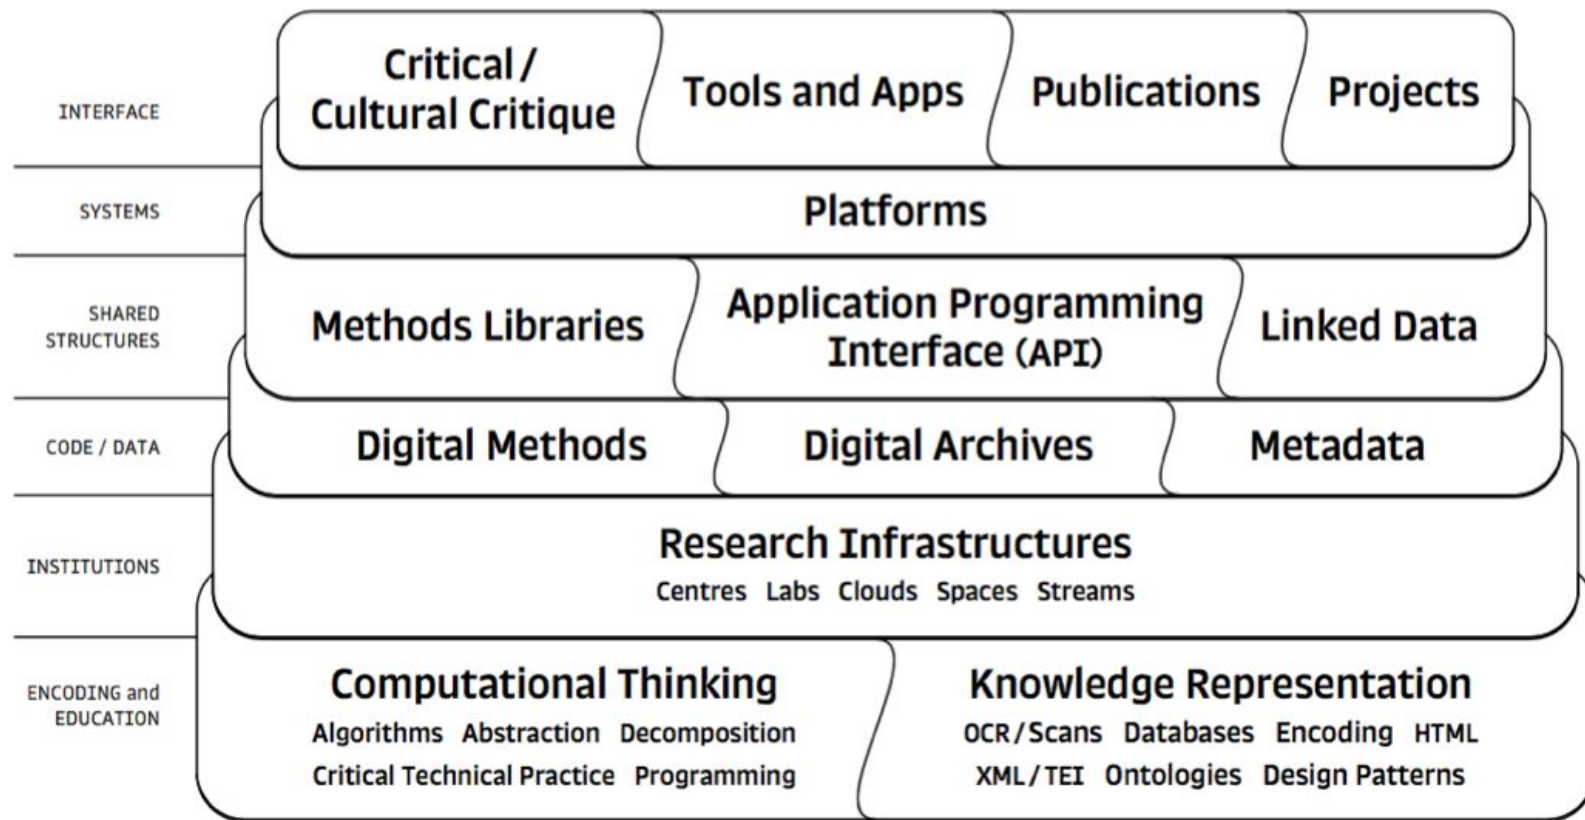 INTERFACE
Critical /
Cultural Critique
Tools and Apps
Publications
Projects
SYSTEMS
Platforms
SHARED
STRUCTURES
Methods Libraries
Application Programming
Interface (API)
Linked Data
CODE / DATA
Digital Methods
Digital Archives
Metadata
INSTITUTIONS
Research Infrastructures
Centres Labs Clouds Spaces Streams
ENCODING and
EDUCATION
Computational Thinking
Algorithms Abstraction Decomposition
Critical Technical Practice Programming
Knowledge Representation
OCR/Scans Databases Encoding HTML
XML/TEI Ontologies Design Patterns